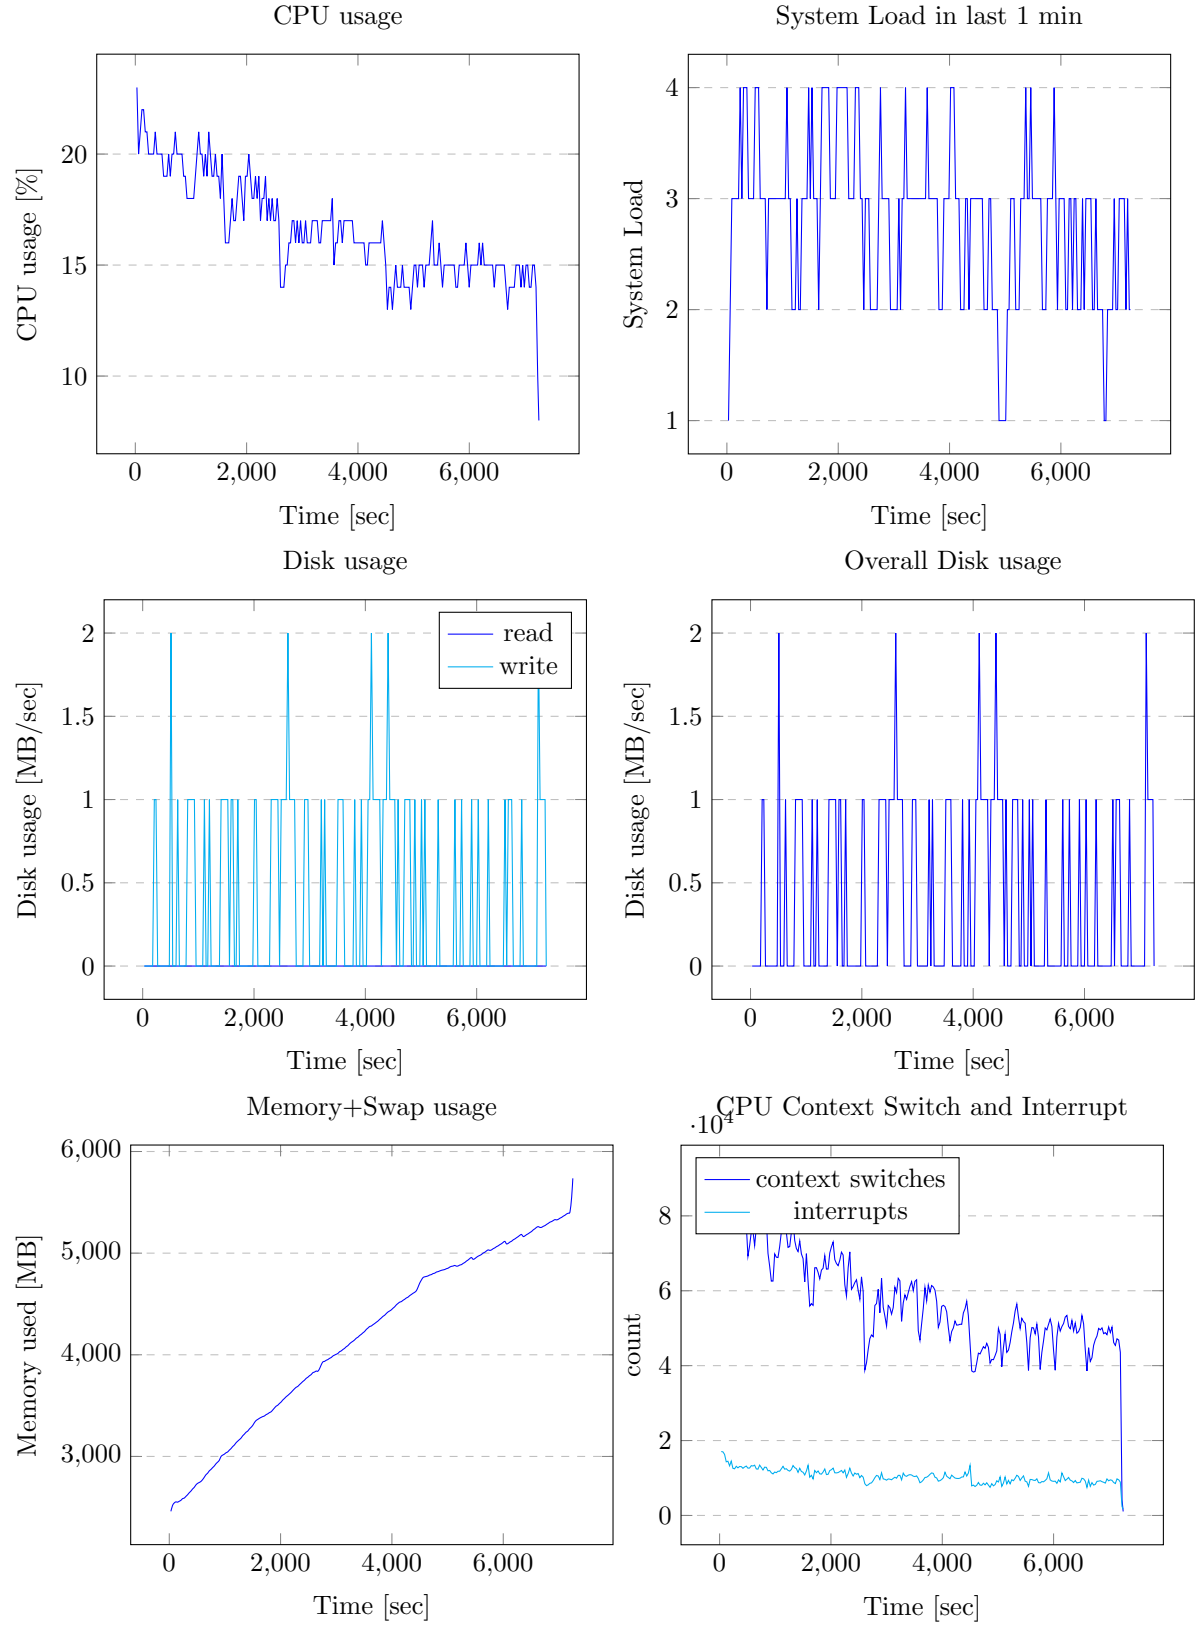 CPU usage
CPU usage [%]
20
15
10
0
2,000
4,000
6,000
Time [sec]
System Load in last 1 min
System Load
4
3
2
1
0
2,000
4,000
6,000
Time [sec]
Disk usage
Disk usage [MB/sec]
read
write
2
1.5
1
0.5
0
0
2,000
4,000
6,000
Time [sec]
Overall Disk usage
Disk usage [MB/sec]
2
1.5
1
0.5
0
0
2,000
4,000
6,000
Time [sec]
Memory+Swap usage
Memory used [MB]
6,000
5,000
4,000
3,000
0
2,000
4,000
6,000
Time [sec]
CPU Context Switch and Interrupt
·10⁴
count
context switches
interrupts
8
6
4
2
0
0
2,000
4,000
6,000
Time [sec]